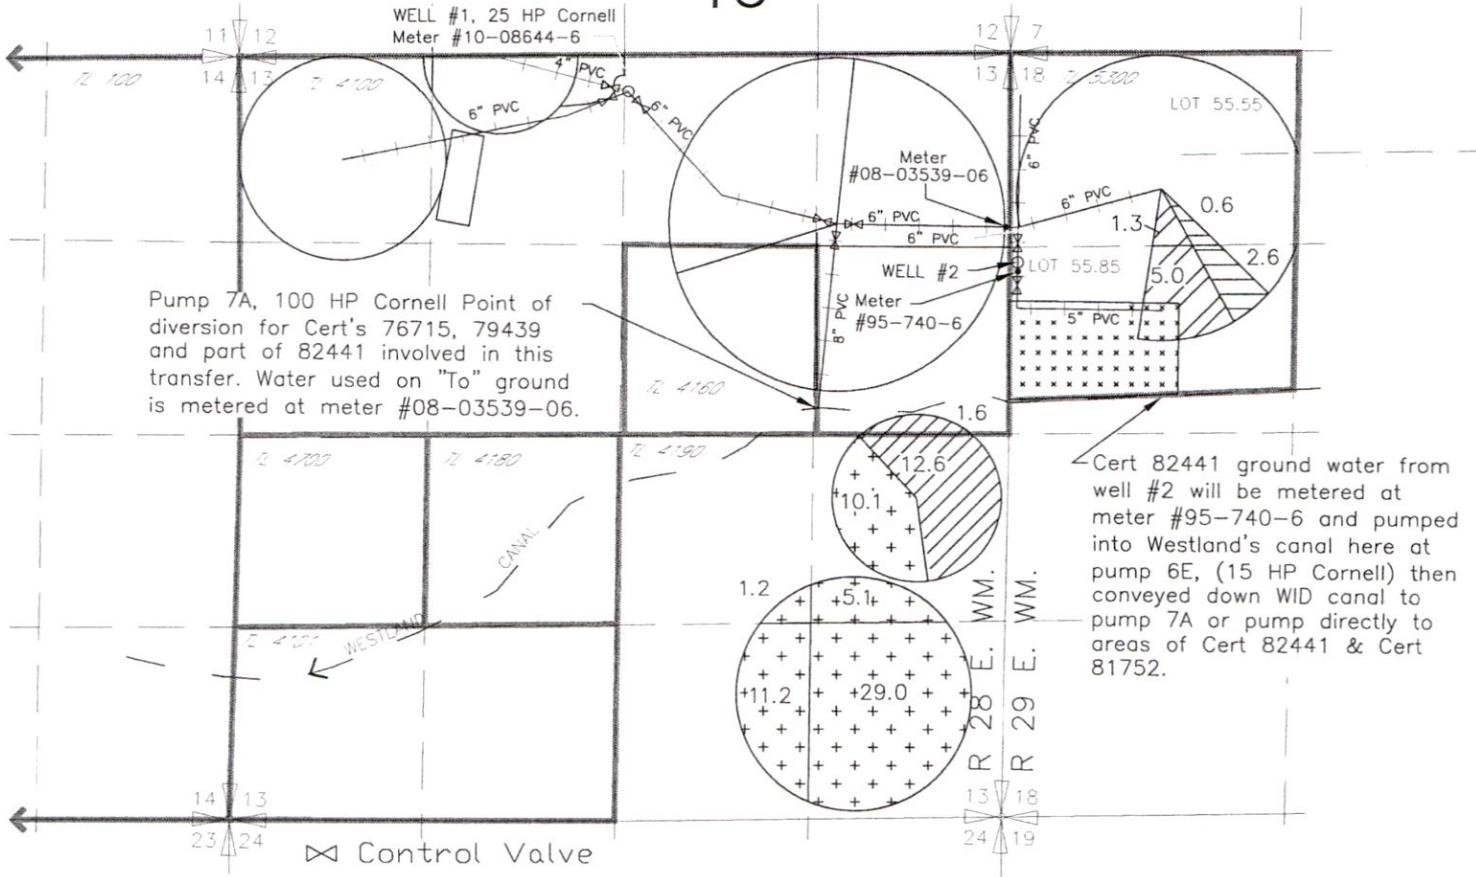 WELL #1, 25 HP Cornell
Meter #10-08644-6
11 12
14 13
12 7
13 18
TL 100
TL 4100
TL 5300
LOT 55.55
4" PVC
6" PVC
6" PVC
6" PVC
Meter
#08-03539-06
6" PVC
6" PVC
6" PVC
1.3
0.6
2.6
5.0
WELL #2
LOT 55.85
Meter
#95-740-6
8" PVC
5" PVC
Pump 7A, 100 HP Cornell Point of
diversion for Cert's 76715, 79439
and part of 82441 involved in this
transfer. Water used on "To" ground
is metered at meter #08-03539-06.
TL 4160
1.6
TL 4700
TL 4180
TL 4190
12.6
10.1
Cert 82441 ground water from
well #2 will be metered at
meter #95-740-6 and pumped
into Westland's canal here at
pump 6E, (15 HP Cornell) then
conveyed down WID canal to
pump 7A or pump directly to
areas of Cert 82441 & Cert
81752.
CANAL
WESTLAND
1.2
5.1
11.2
29.0
R 28 E. WM.
R 29 E. WM.
14 13
23 24
13 18
24 19
Control Valve